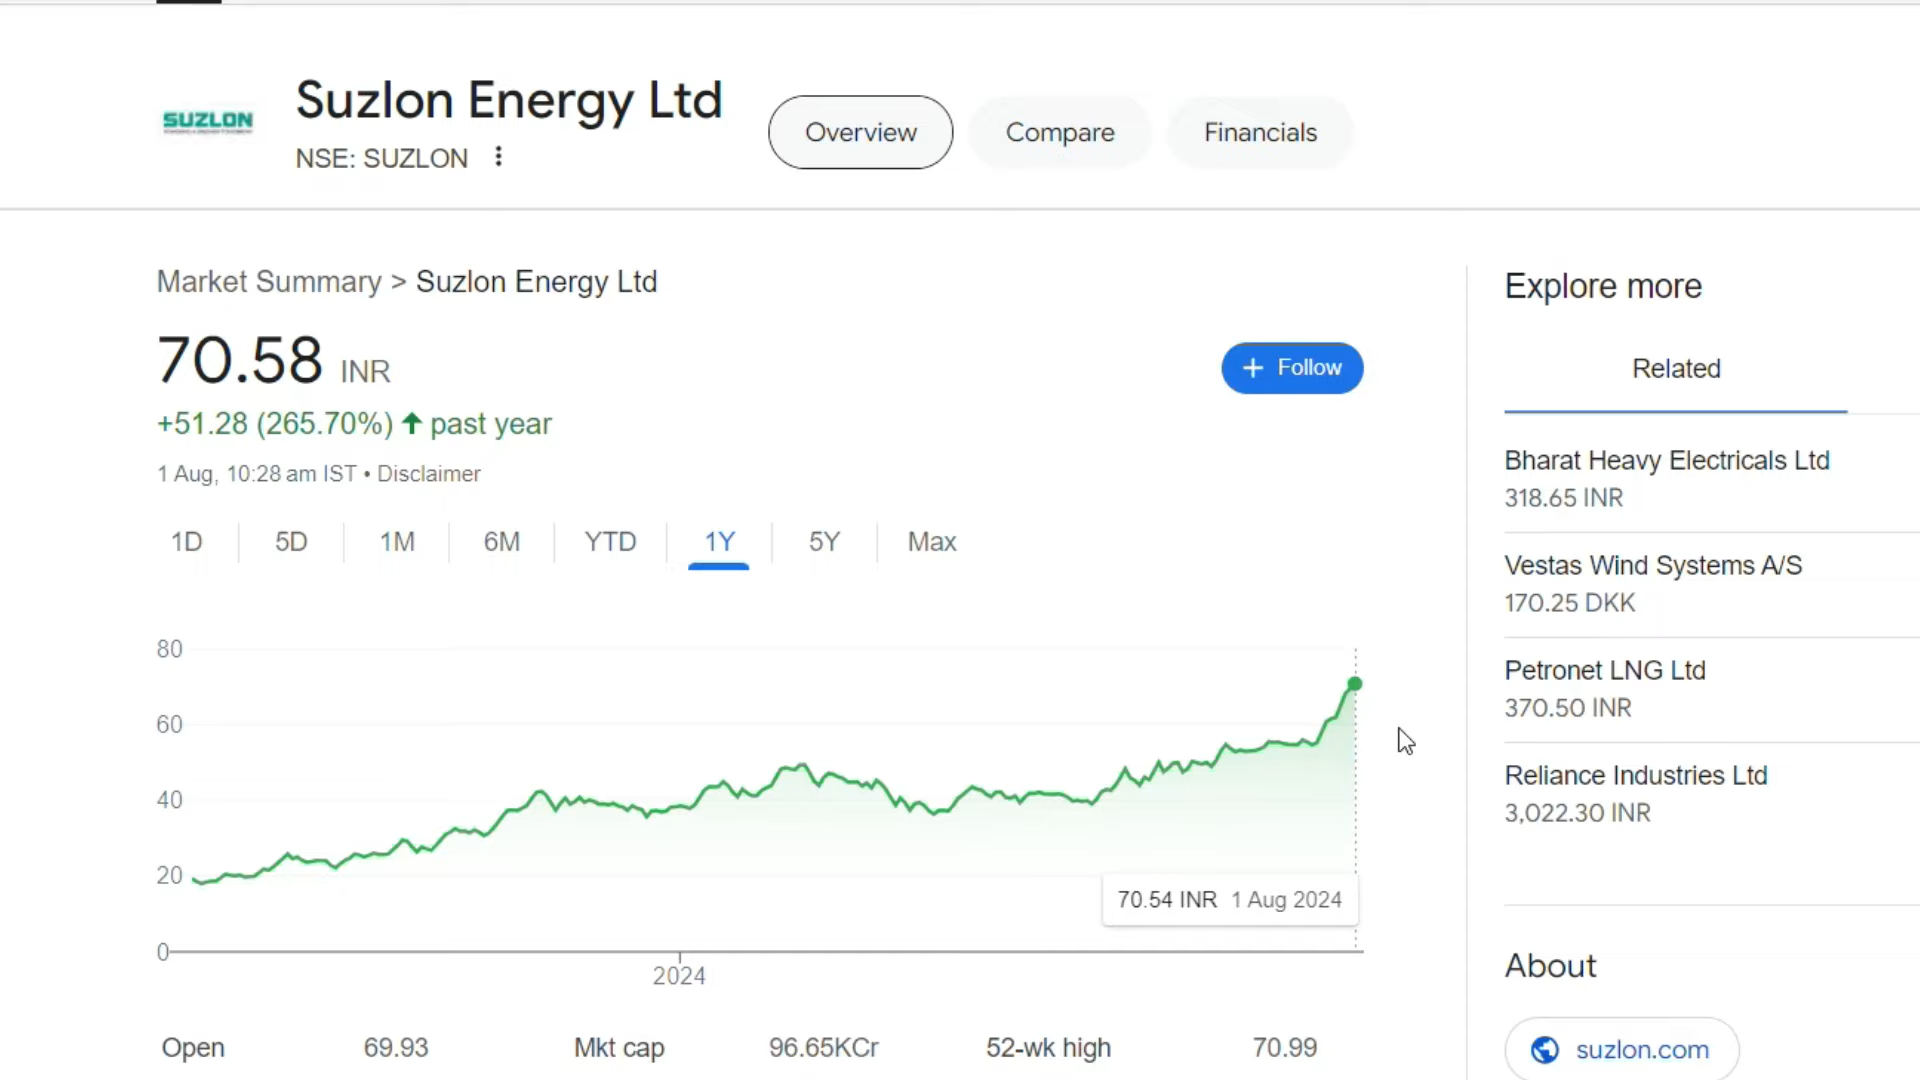 SUZLON
Suzlon Energy Ltd
NSE: SUZLON
Overview
Compare
Financials
Market Summary > Suzlon Energy Ltd
70.58 INR
+ Follow
+51.28 (265.70%) ↑ past year
1 Aug, 10:28 am IST • Disclaimer
1D
5D
1M
6M
YTD
1Y
5Y
Max
80
60
40
20
0
70.54 INR 1 Aug 2024
2024
Open 69.93 Mkt cap 96.65KCr 52-wk high 70.99
Explore more
Related
Bharat Heavy Electricals Ltd
318.65 INR
Vestas Wind Systems A/S
170.25 DKK
Petronet LNG Ltd
370.50 INR
Reliance Industries Ltd
3,022.30 INR
About
suzlon.com